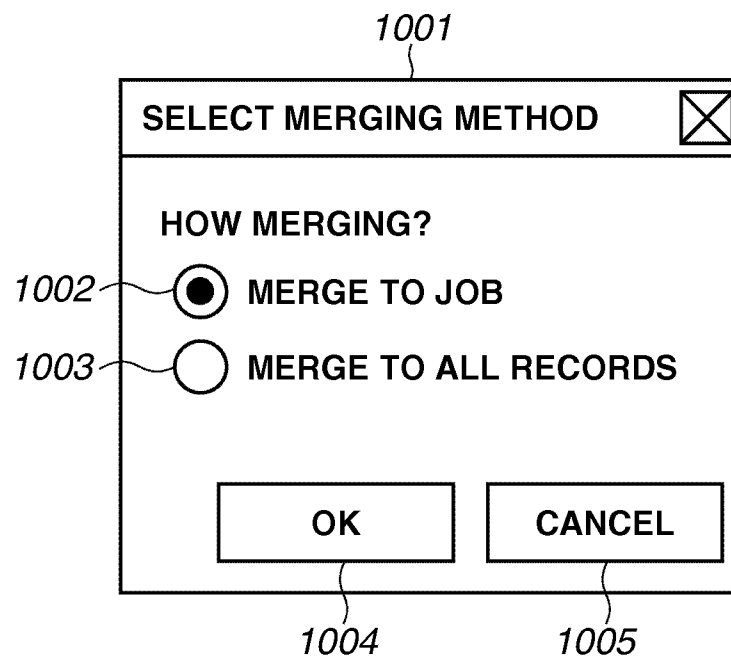 1001
SELECT MERGING METHOD
HOW MERGING?
1002 MERGE TO JOB
1003 MERGE TO ALL RECORDS
OK CANCEL
1004 1005